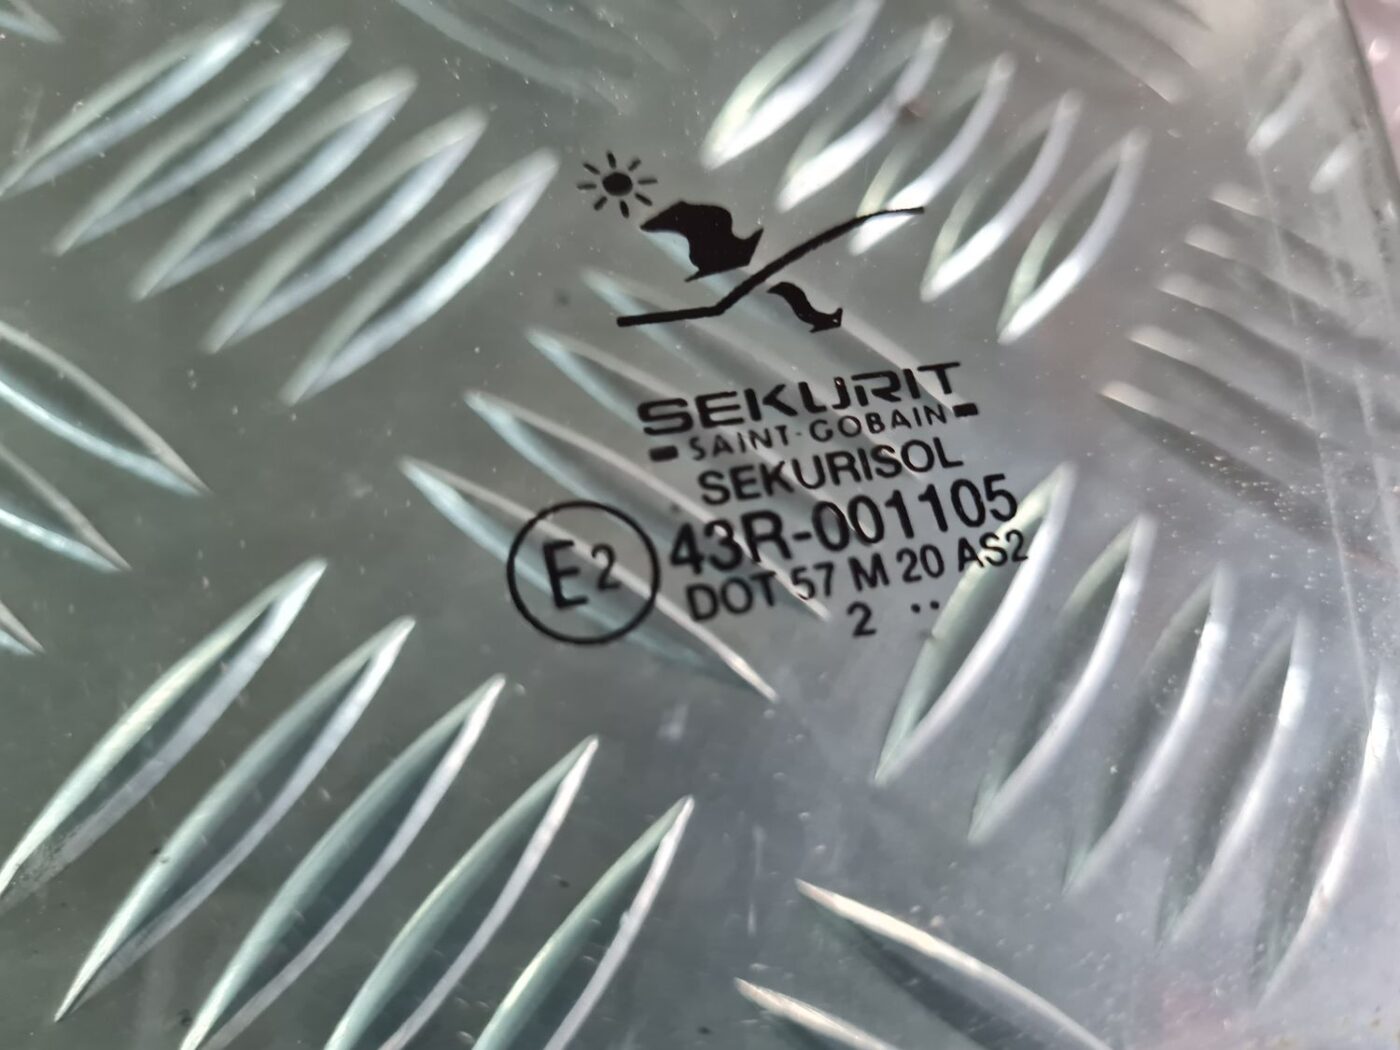 SEKURIT
SAINT-GOBAIN
SEKURISOL
E2 43R-001105
DOT 57 M 20 AS2
2 ..